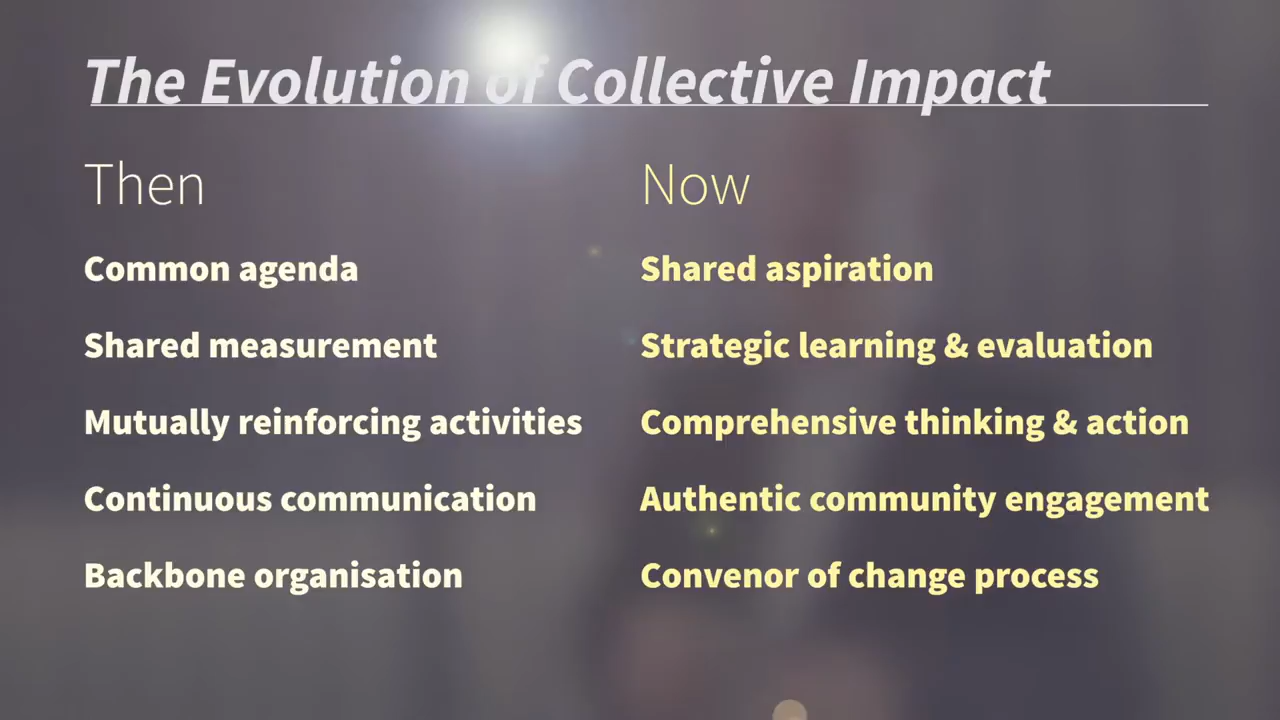 The Evolution of Collective Impact
Then Now
Common agenda Shared aspiration
Shared measurement Strategic learning & evaluation
Mutually reinforcing activities Comprehensive thinking & action
Continuous communication Authentic community engagement
Backbone organisation Convenor of change process